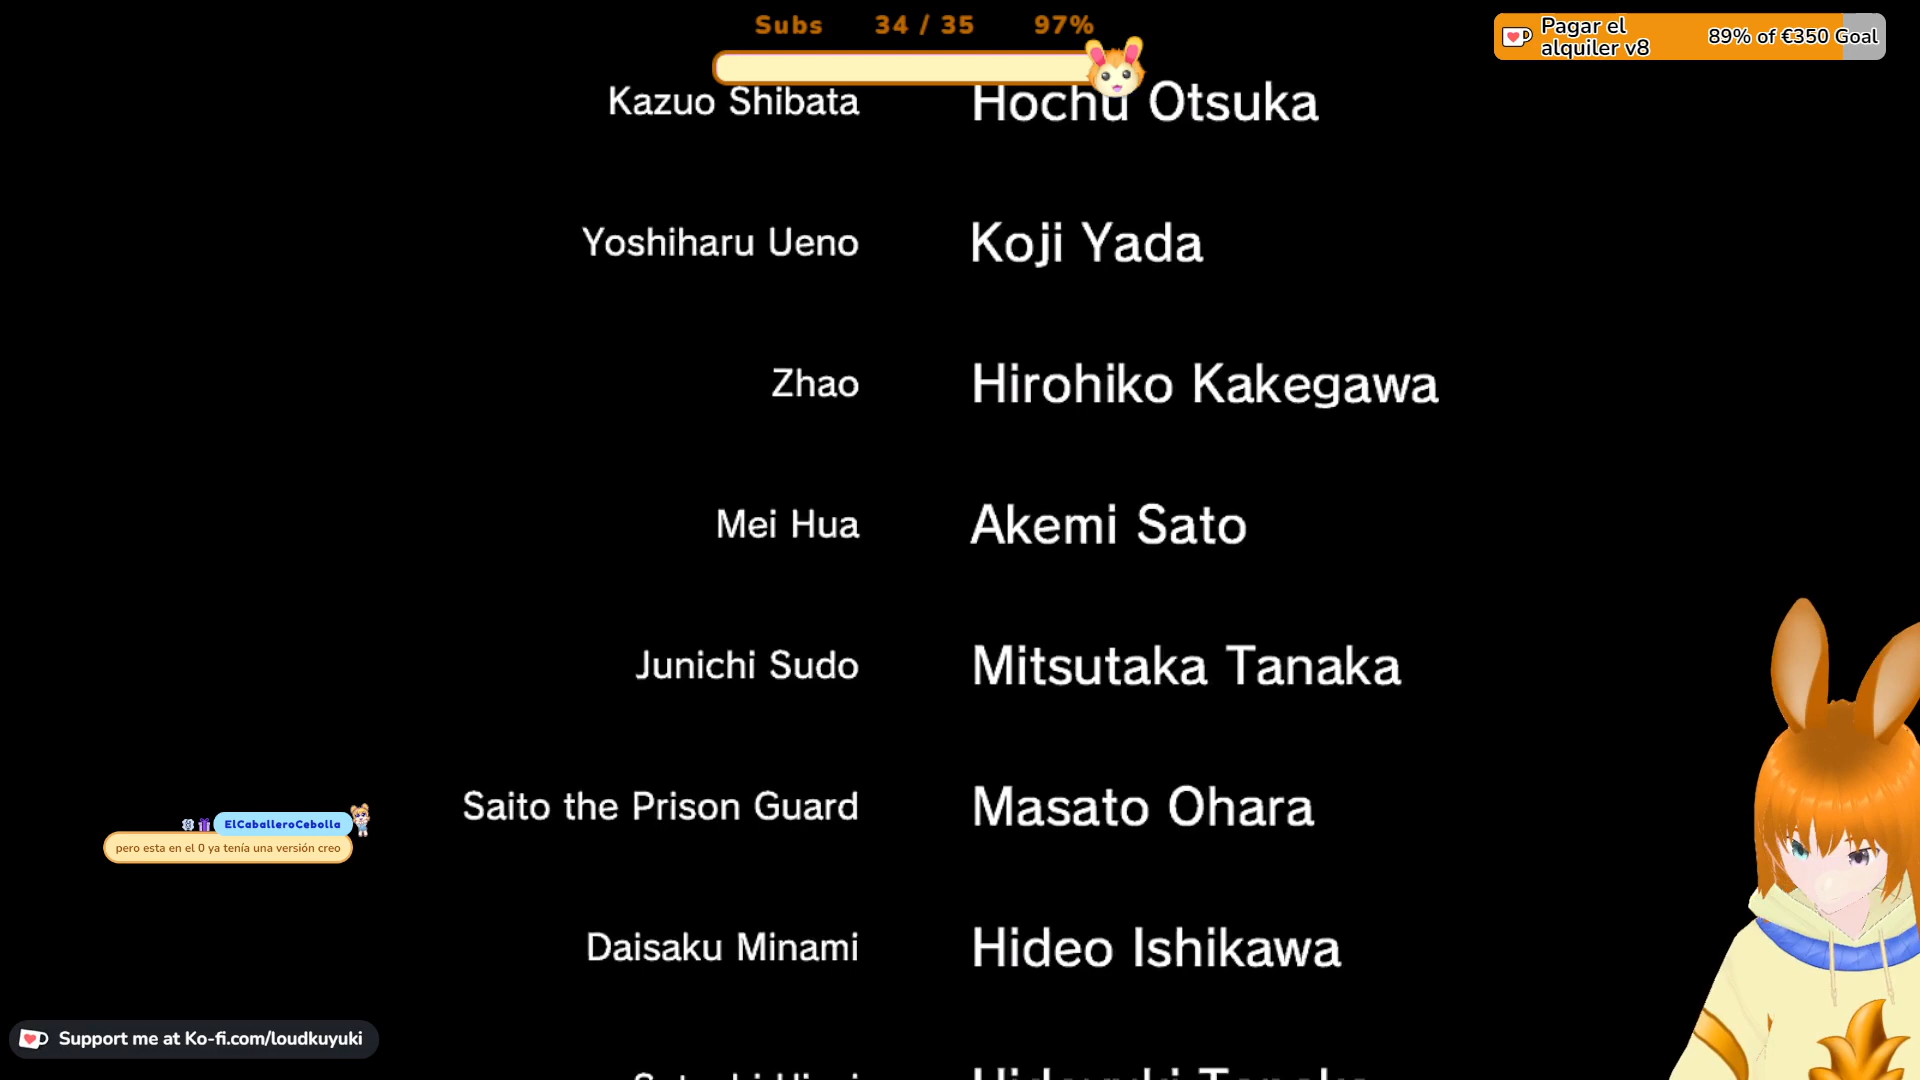 Subs 34 / 35 97%
Pagar el
alquiler v8
89% of €350 Goal
Kazuo Shibata Hochu Otsuka
Yoshiharu Ueno Koji Yada
Zhao Hirohiko Kakegawa
Mei Hua Akemi Sato
Junichi Sudo Mitsutaka Tanaka
Saito the Prison Guard Masato Ohara
ElCaballeroCebolla
pero esta en el 0 ya tenía una versión creo
Daisaku Minami Hideo Ishikawa
Support me at Ko-fi.com/loudkuyuki